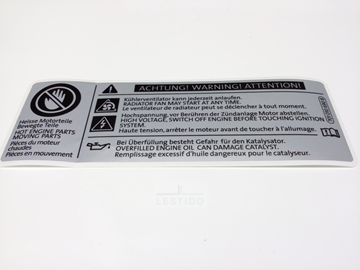 ACHTUNG! WARNING! ATTENTION!
Kühlerventilator kann jederzeit anlaufen.
RADIATOR FAN MAY START AT ANY TIME.
Le ventilateur de radiateur peut se déclencher à tout moment.
Hochspannung, vor Berühren der Zündanlage Motor abstellen.
HIGH VOLTAGE, SWITCH OFF ENGINE BEFORE TOUCHING IGNITION
SYSTEM.
Haute tension, arrêter moteur avant de toucher à l'allumage.
Bei Überfüllung besteht Gefahr für den Katalysator.
OVERFILLED ENGINE OIL CAN DAMAGE CATALYST.
Remplissage excessif d'huile dangereux pour le catalyseur.
Heisse Motorteile
Bewegte Teile
HOT ENGINE PARTS
MOVING PARTS
Pièces du moteur
chaudes
Pièces en mouvement
LESTIDO